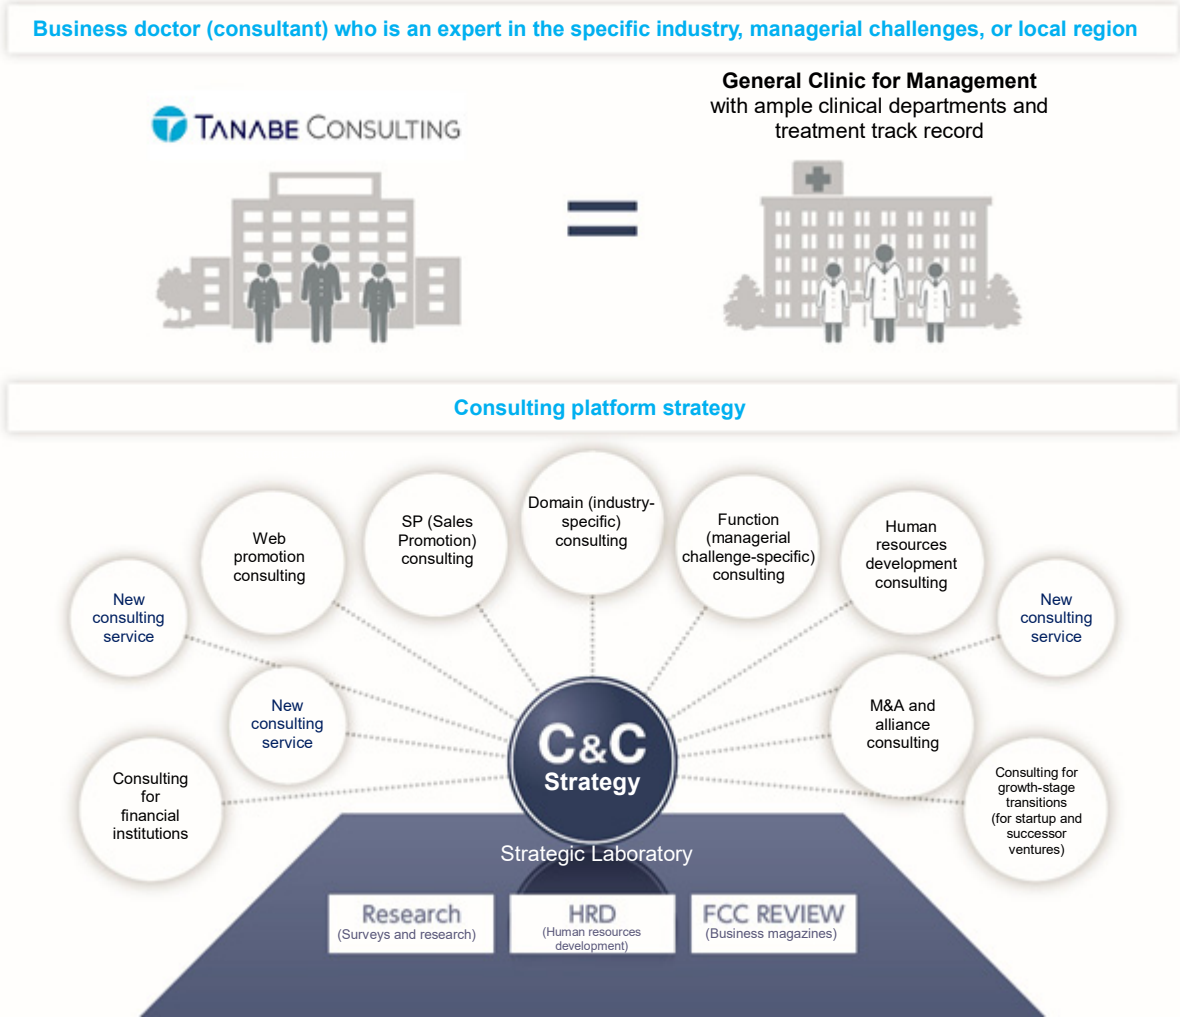 Business doctor (consultant) who is an expert in the specific industry, managerial challenges, or local region
TANABE CONSULTING
General Clinic for Management
with ample clinical departments and
treatment track record
Consulting platform strategy
New
consulting
service
Web
promotion
consulting
SP (Sales
Promotion)
consulting
Domain (industry-
specific)
consulting
Function
(managerial
challenge-specific)
consulting
Human
resources
development
consulting
New
consulting
service
New
consulting
service
M&A and
alliance
consulting
Consulting
for
financial
institutions
Consulting for
growth-stage
transitions
(for startup and
successor
ventures)
C&C
Strategy
Strategic Laboratory
Research
(Surveys and research)
HRD
(Human resources
development)
FCC REVIEW
(Business magazines)